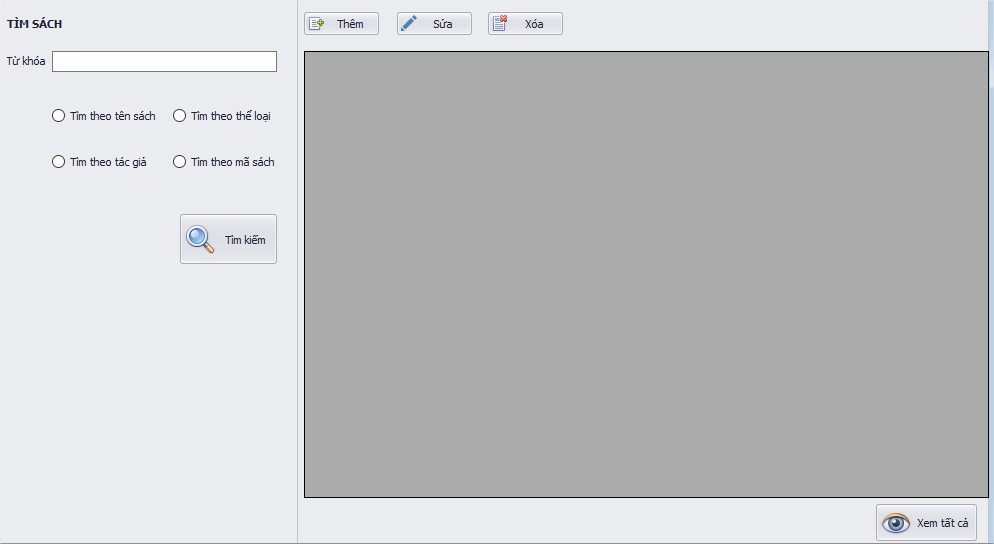 TÌM SÁCH
Từ khóa
Tìm theo tên sách
Tìm theo thể loại
Tìm theo tác giả
Tìm theo mã sách
Tìm kiếm
Thêm
Sửa
Xóa
Xem tất cả